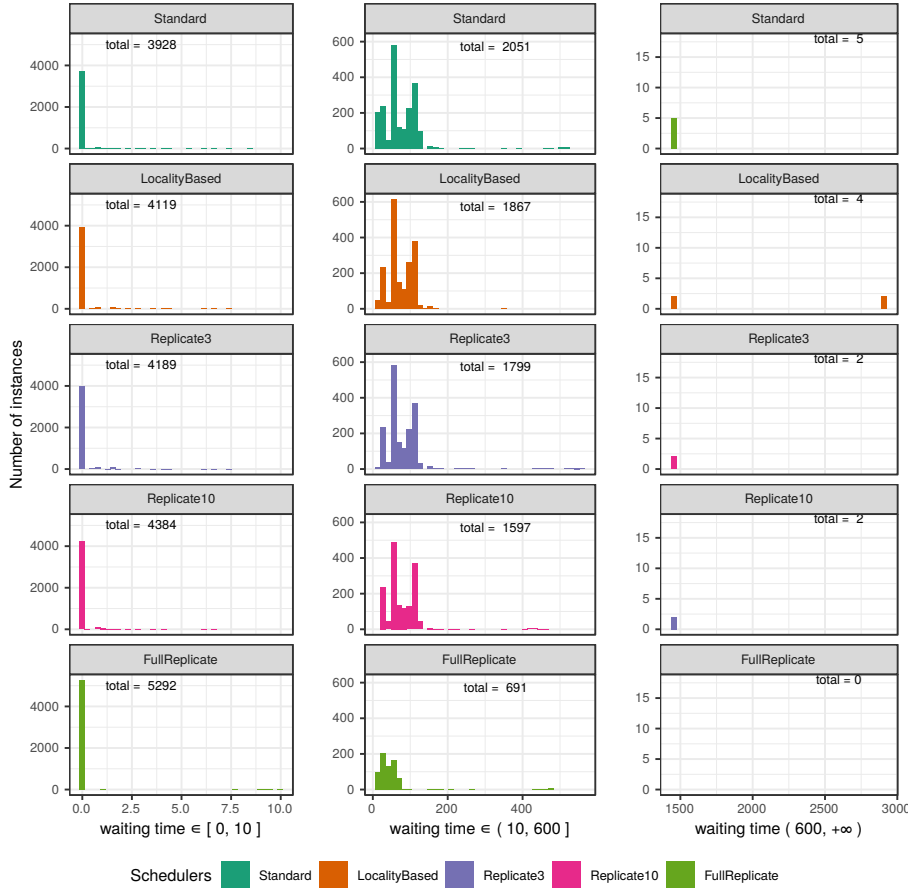 Standard
Standard
Standard
total = 3928
total = 2051
total = 5
4000
2000
0
600
400
200
0
15
10
5
0
LocalityBased
LocalityBased
LocalityBased
total = 4119
total = 1867
total = 4
4000
2000
0
600
400
200
0
15
10
5
0
Replicate3
Replicate3
Replicate3
total = 4189
total = 1799
total = 2
4000
2000
0
600
400
200
0
15
10
5
0
Number of instances
Replicate10
Replicate10
Replicate10
total = 4384
total = 1597
total = 2
4000
2000
0
600
400
200
0
15
10
5
0
FullReplicate
FullReplicate
FullReplicate
total = 5292
total = 691
total = 0
4000
2000
0
600
400
200
0
15
10
5
0
0.0 2.5 5.0 7.5 10.0
0 200 400
1500 2000 2500 3000
waiting time ∈ [ 0, 10 ]
waiting time ∈ ( 10, 600 ]
waiting time ( 600, +∞ )
Schedulers Standard LocalityBased Replicate3 Replicate10 FullReplicate